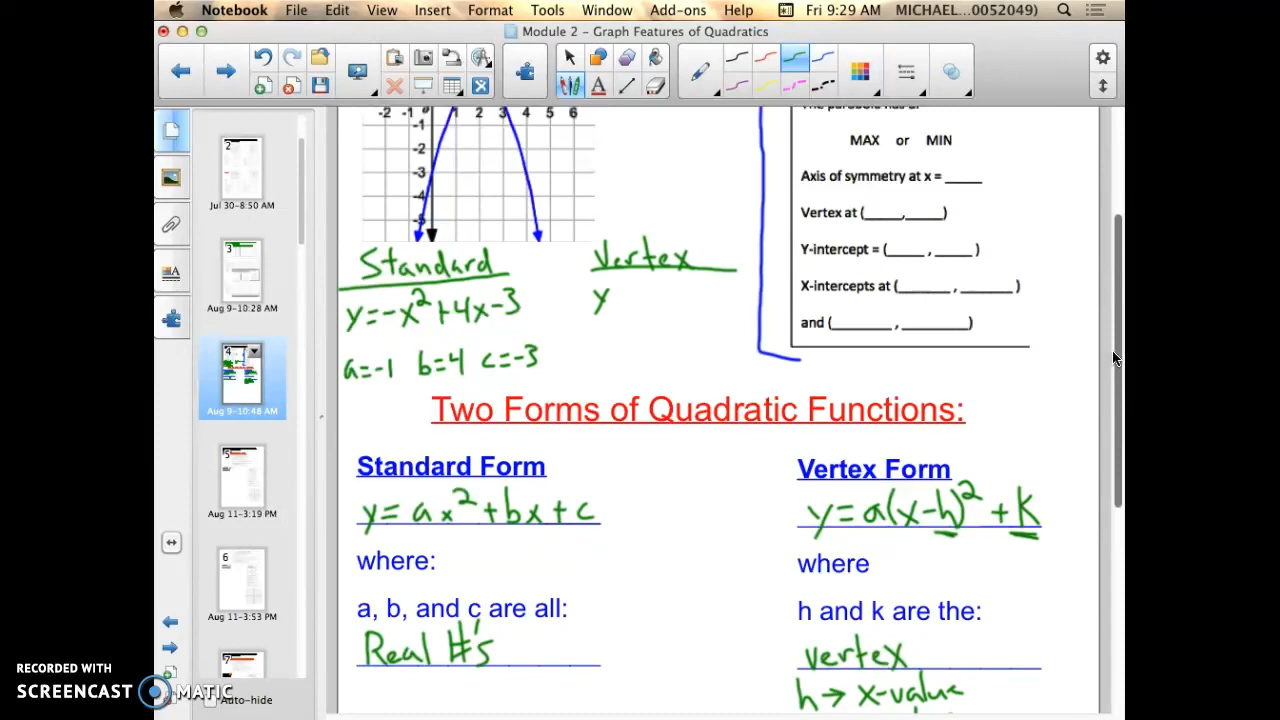 Notebook File Edit View Insert Format Tools Window Add-ons Help Fri 9:29 AM MICHAEL...0052049)
Module 2 - Graph Features of Quadratics
2
Jul 30-8:50 AM
3
Aug 9-10:28 AM
4
Aug 9-10:48 AM
5
Aug 11-3:19 PM
6
Aug 11-3:53 PM
7
Auto-hide
-2 -1 0 1 2 3 4 5 6
-1
-2
-3
-4
-5
Standard
y=-x²+4x-3
a=-1 b=4 c=-3
Vertex
y
The parabola has a:
MAX or MIN
Axis of symmetry at x = _____
Vertex at (_____,_____)
Y-intercept = (_____ , _____ )
X-intercepts at (_______ , _______ )
and (________ , _________)
Two Forms of Quadratic Functions:
Standard Form
y= ax²+bx+c
where:
a, b, and c are all:
Real #'s
Vertex Form
y=a(x-h)²+k
where
h and k are the:
vertex
h → x-value
RECORDED WITH
SCREENCAST MATIC